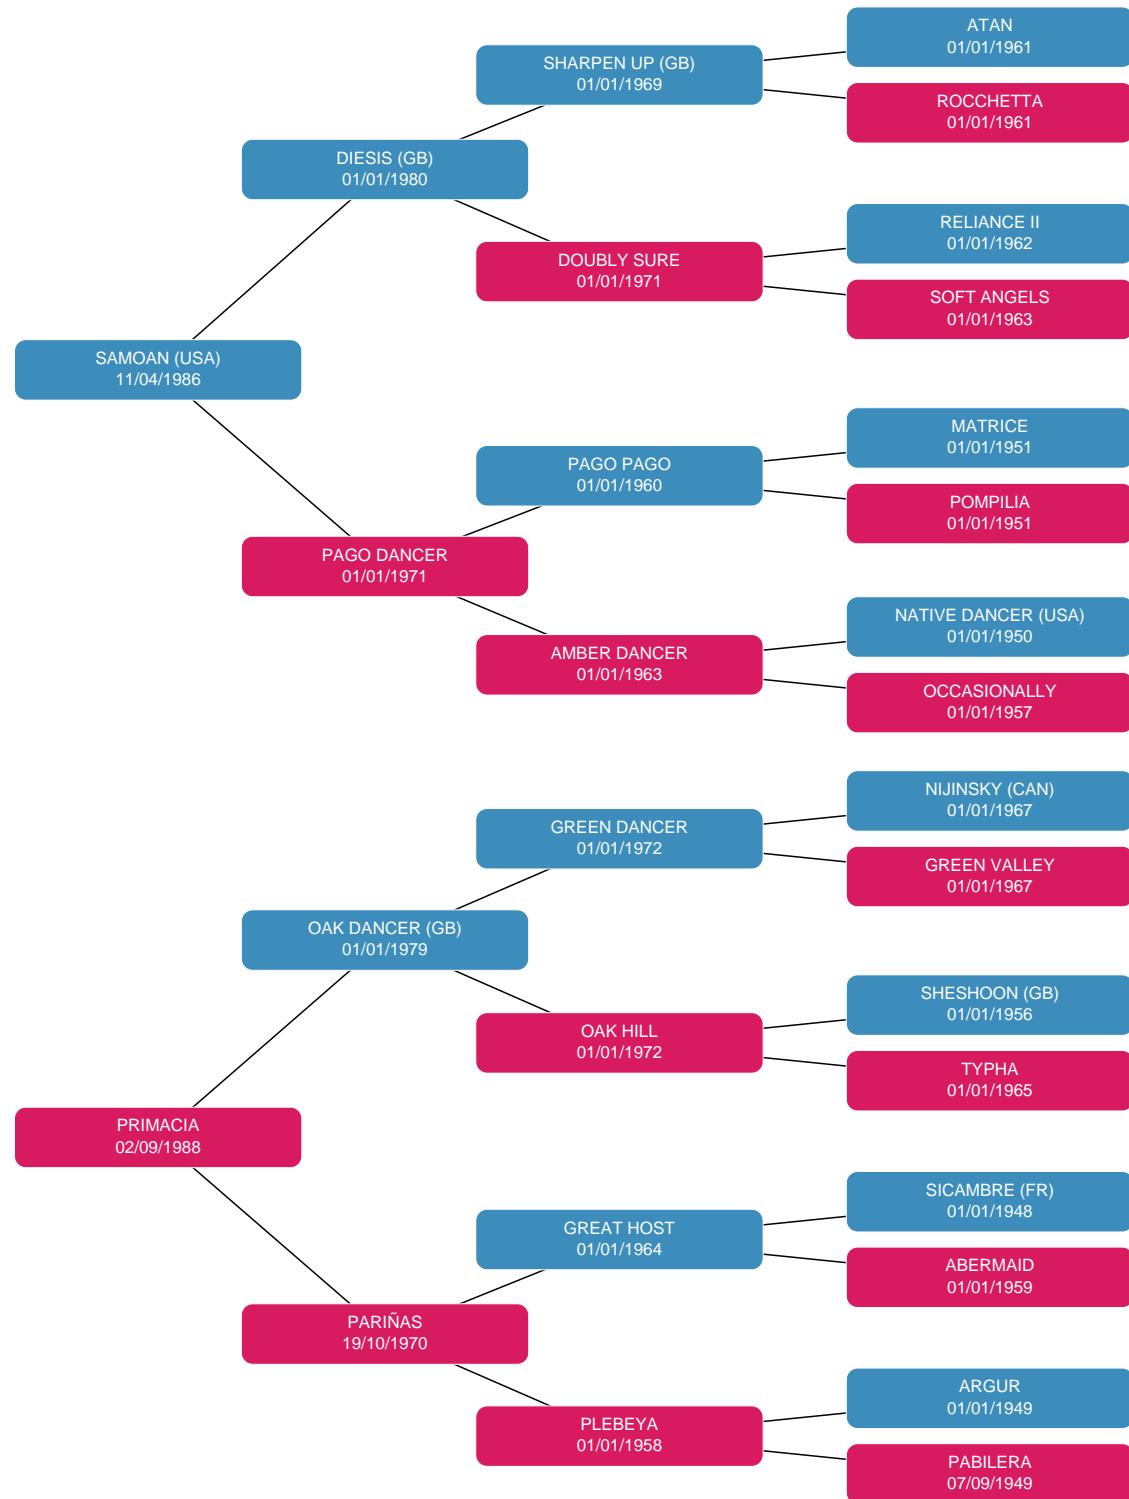 ATAN
01/01/1961
SHARPEN UP (GB)
01/01/1969
ROCCHETTA
01/01/1961
DIESIS (GB)
01/01/1980
RELIANCE II
01/01/1962
DOUBLY SURE
01/01/1971
SOFT ANGELS
01/01/1963
SAMOAN (USA)
11/04/1986
MATRICE
01/01/1951
PAGO PAGO
01/01/1960
POMPILIA
01/01/1951
PAGO DANCER
01/01/1971
NATIVE DANCER (USA)
01/01/1950
AMBER DANCER
01/01/1963
OCCASIONALLY
01/01/1957
NIJINSKY (CAN)
01/01/1967
GREEN DANCER
01/01/1972
GREEN VALLEY
01/01/1967
OAK DANCER (GB)
01/01/1979
SHESHOON (GB)
01/01/1956
OAK HILL
01/01/1972
TYPHA
01/01/1965
PRIMACIA
02/09/1988
SICAMBRE (FR)
01/01/1948
GREAT HOST
01/01/1964
ABERMAID
01/01/1959
PARIÑAS
19/10/1970
ARGUR
01/01/1949
PLEBEYA
01/01/1958
PABILERA
07/09/1949